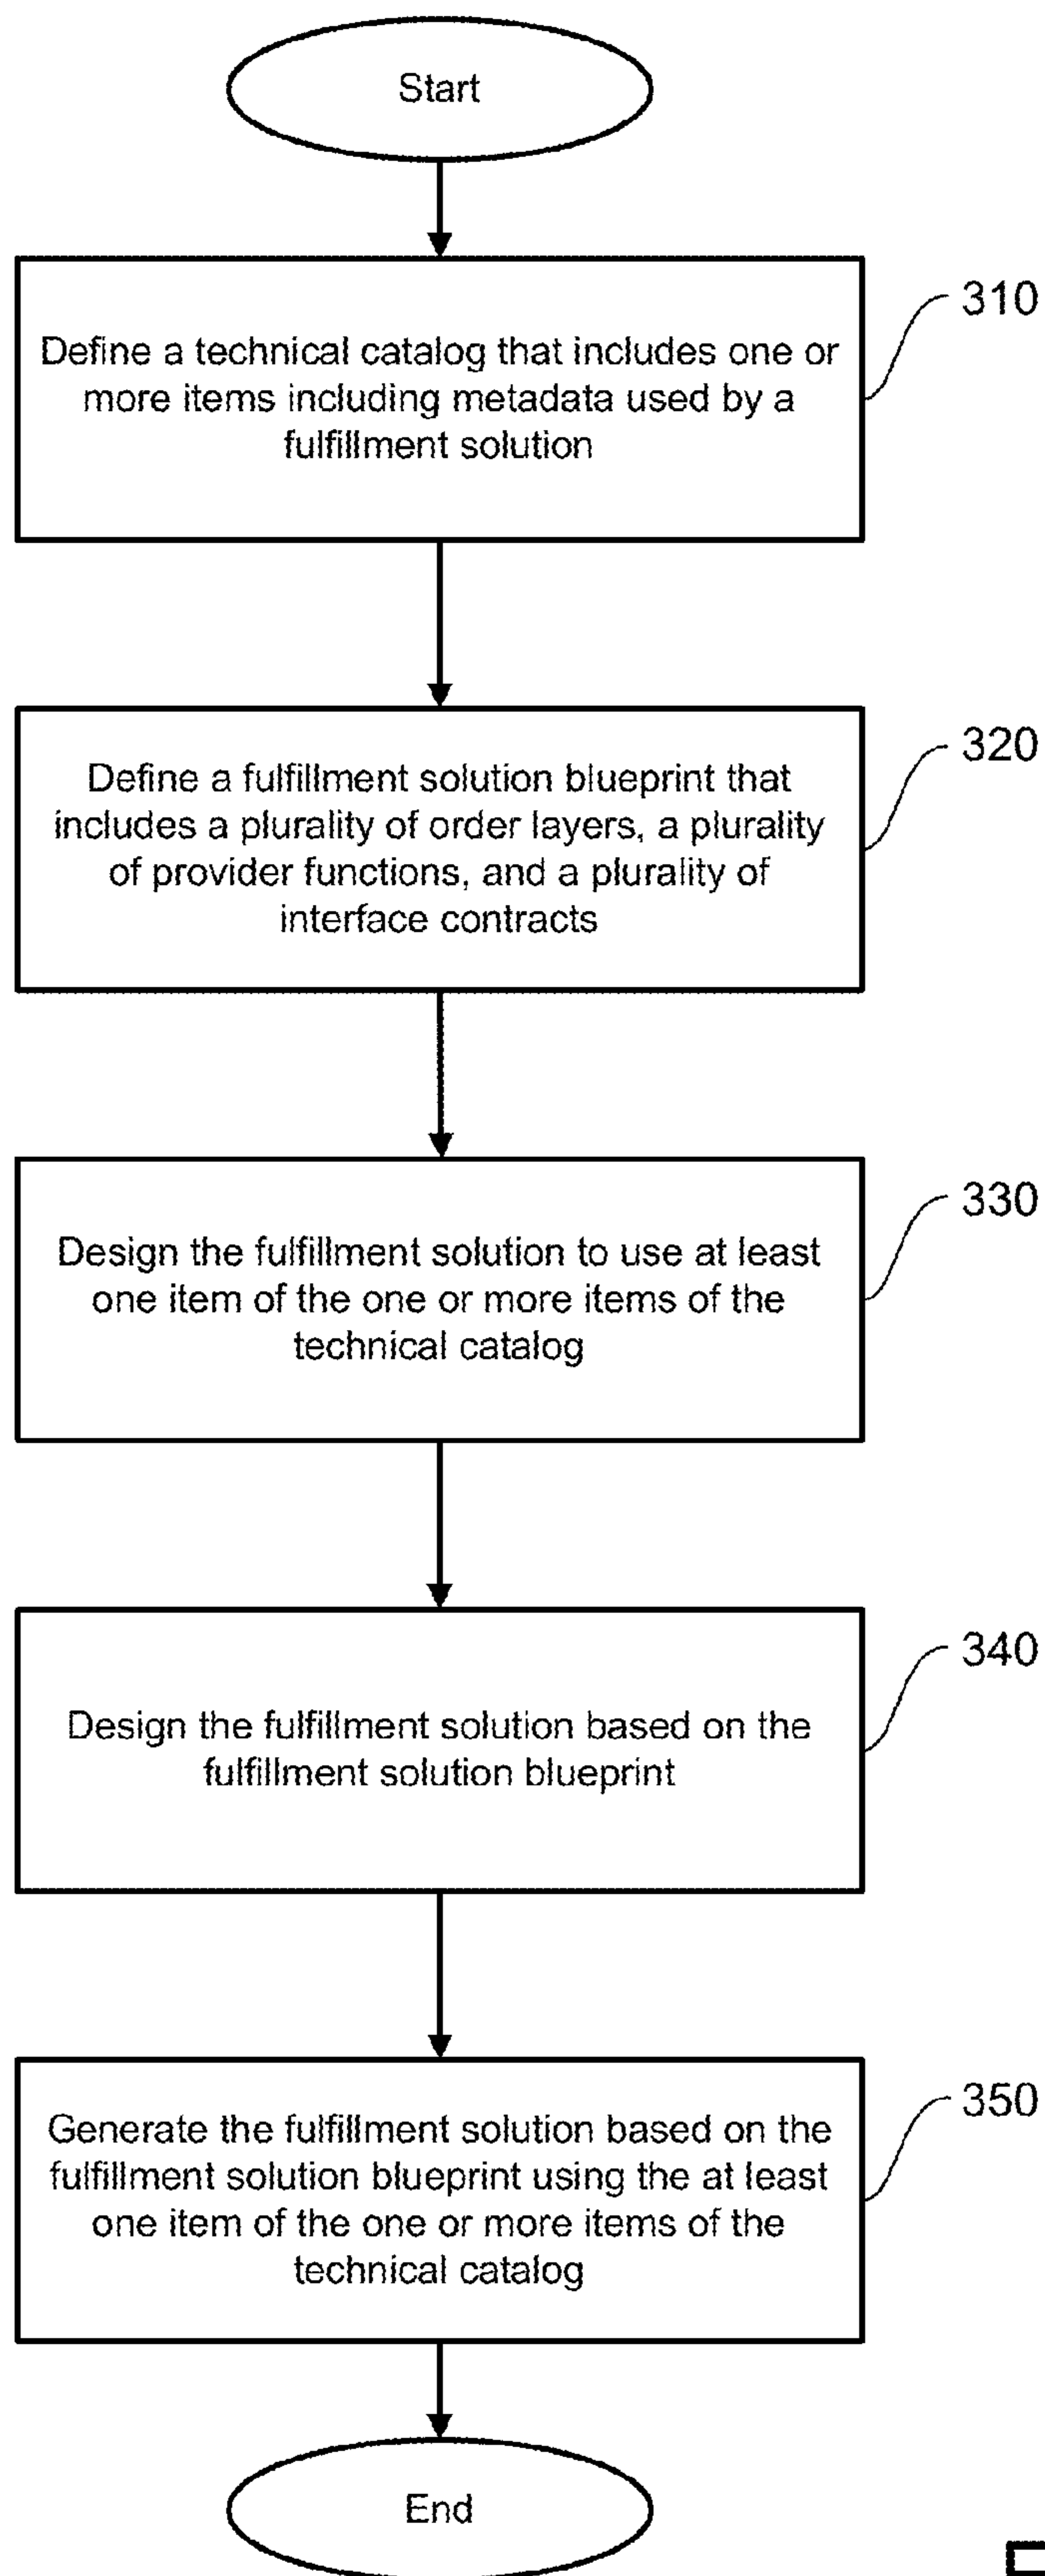 Start
Define a technical catalog that includes one or
more items including metadata used by a
fulfillment solution
310
Define a fulfillment solution blueprint that
includes a plurality of order layers, a plurality
of provider functions, and a plurality of
interface contracts
320
Design the fulfillment solution to use at least
one item of the one or more items of the
technical catalog
330
Design the fulfillment solution based on the
fulfillment solution blueprint
340
Generate the fulfillment solution based on the
fulfillment solution blueprint using the at least
one item of the one or more items of the
technical catalog
350
End